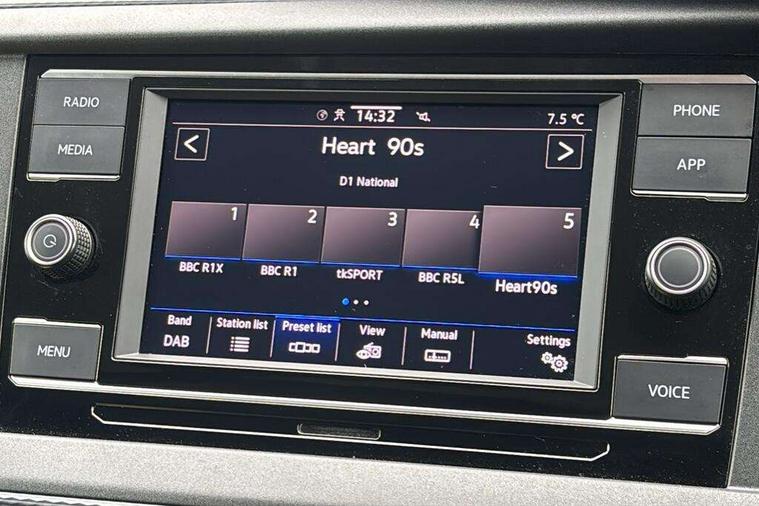 RADIO
MEDIA
MENU
14:32
7.5 °C
<
Heart 90s
>
D1 National
1 2 3 4 5
BBC R1X BBC R1 tkSPORT BBC R5L Heart90s
Band Station list Preset list View Manual Settings
DAB
PHONE
APP
VOICE